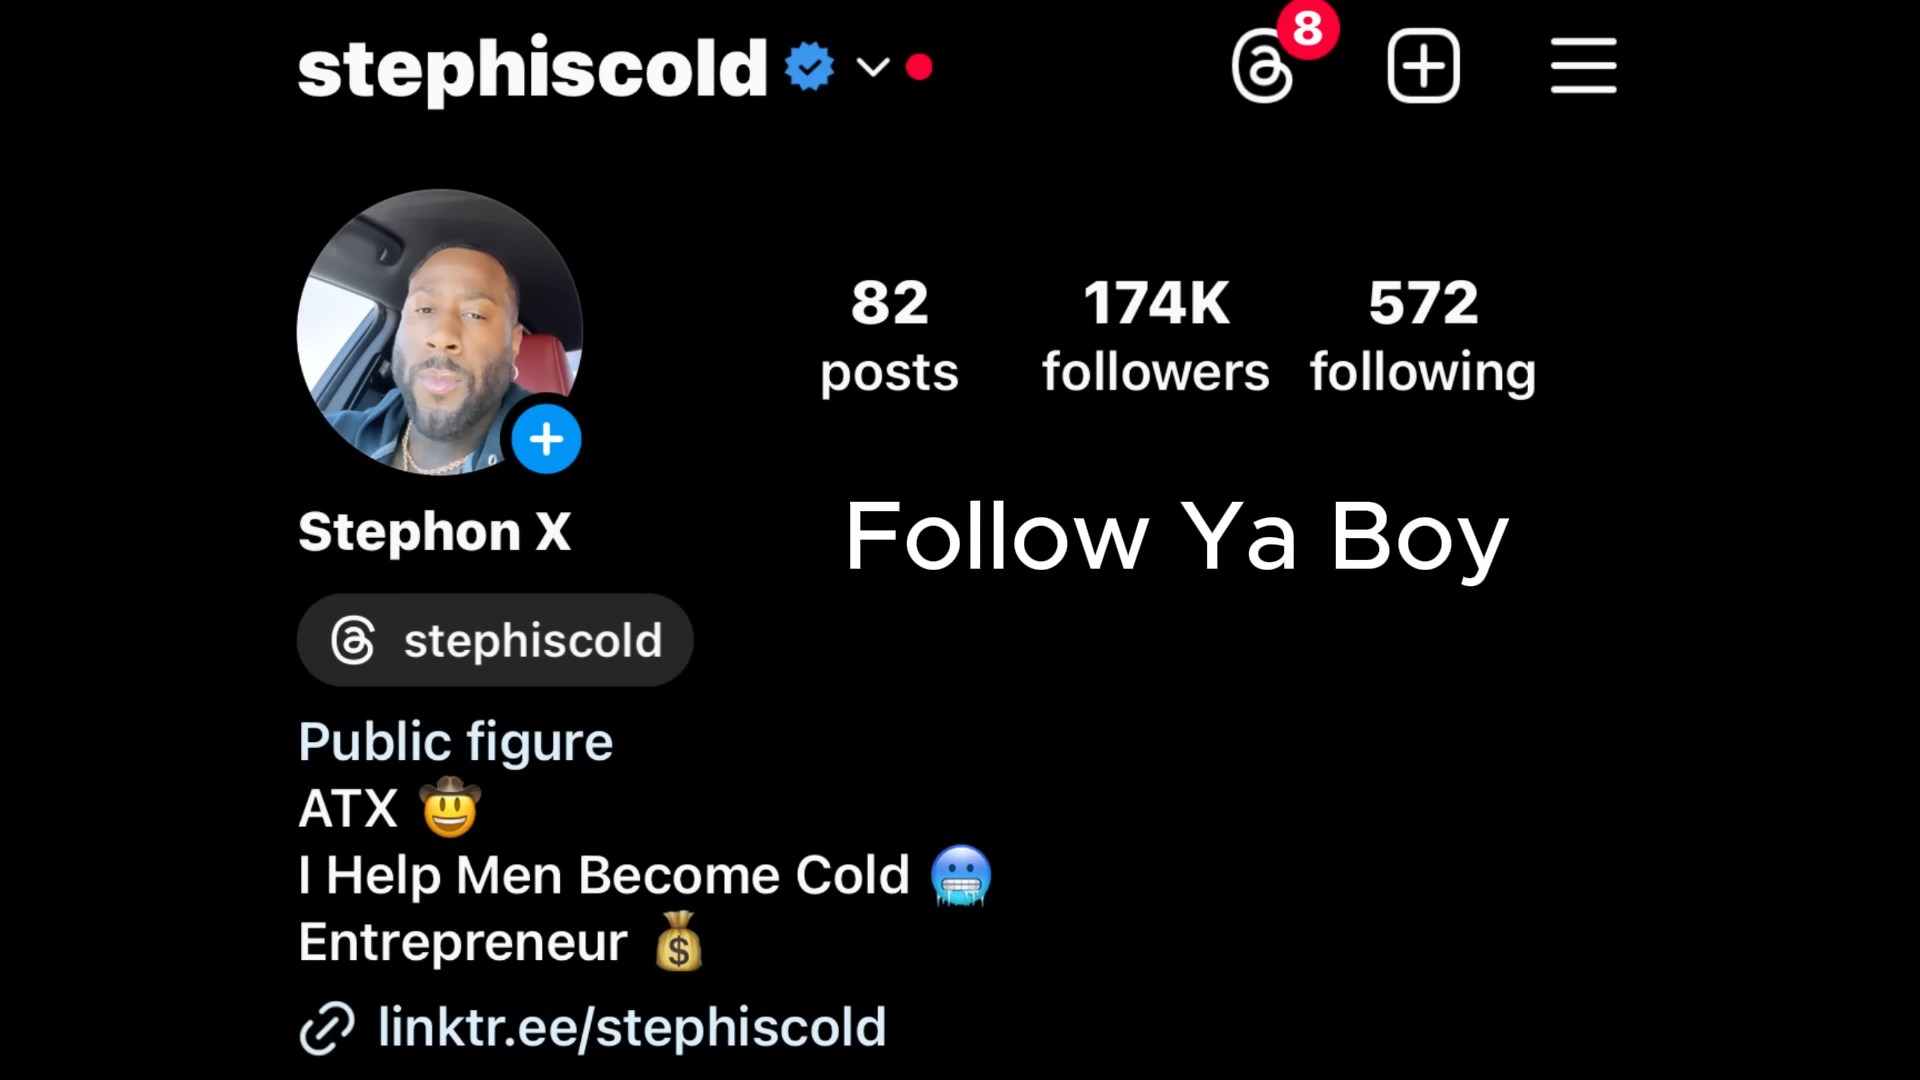 stephiscold
8
82 174K 572
posts followers following
Stephon X
Follow Ya Boy
stephiscold
Public figure
ATX 🤠
I Help Men Become Cold 🥶
Entrepreneur 💰
linktr.ee/stephiscold